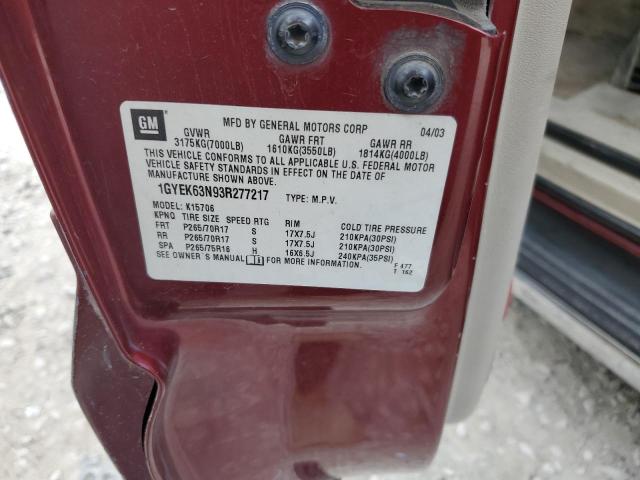 GM
MFD BY GENERAL MOTORS CORP 04/03
GVWR GAWR FRT GAWR RR
3175KG(7000LB) 1610KG(3550LB) 1814KG(4000LB)
THIS VEHICLE CONFORMS TO ALL APPLICABLE U.S. FEDERAL MOTOR
VEHICLE SAFETY STANDARDS IN EFFECT ON THE DATE OF
MANUFACTURE SHOWN ABOVE.
1GYEK63N93R277217 TYPE: M.P.V.
MODEL: K15706
KPNQ TIRE SIZE SPEED RTG RIM COLD TIRE PRESSURE
FRT P265/70R17 S 17X7.5J 210KPA(30PSI)
RR P265/70R17 S 17X7.5J 210KPA(30PSI)
SPA P265/75R16 H 16X6.5J 240KPA(35PSI)
SEE OWNER'S MANUAL FOR MORE INFORMATION.
F 477
T 162